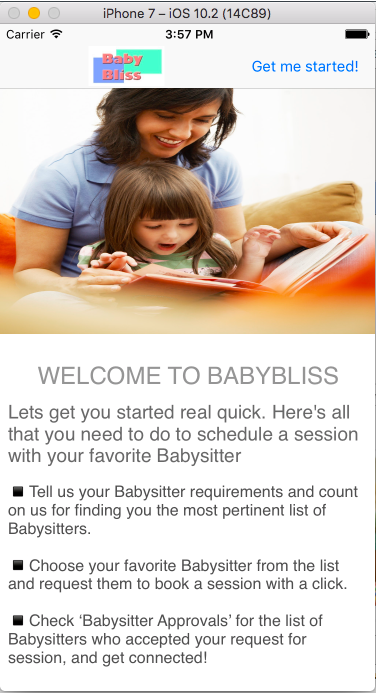 iPhone 7 – iOS 10.2 (14C89)
Carrier 3:57 PM
Baby
Bliss
Get me started!
WELCOME TO BABYBLISS
Lets get you started real quick. Here's all
that you need to do to schedule a session
with your favorite Babysitter
Tell us your Babysitter requirements and count
on us for finding you the most pertinent list of
Babysitters.
Choose your favorite Babysitter from the list
and request them to book a session with a click.
Check ‘Babysitter Approvals’ for the list of
Babysitters who accepted your request for
session, and get connected!